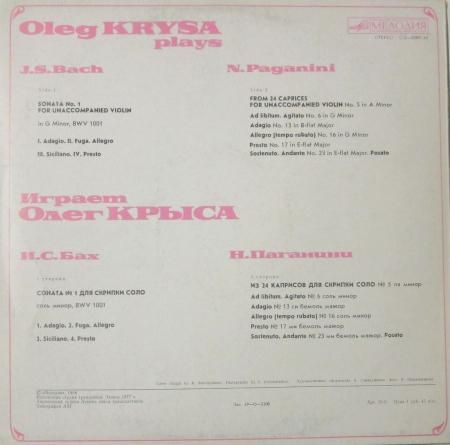 Oleg KRYSA
plays
МЕЛОДИЯ
СТЕРЕО
J.S.Bach
N.Paganini
Side 1
Side 2
SONATA No. 1
FOR UNACCOMPANIED VIOLIN
in G Minor, BWV 1001
I. Adagio. II. Fuga. Allegro
III. Siciliano. IV. Presto
FROM 24 CAPRICES
FOR UNACCOMPANIED VIOLIN No. 5 in A Minor
Ad libitum. Agitato No. 6 in G Minor
Adagio No. 13 in B-flat Major
Allegro (tempo rubato) No. 16 in G Minor
Presto No. 17 in E-flat Major
Sostenuto. Andante No. 23 in E-flat Major. Posato
Играет
Олег КРЫСА
И.С.Бах
Н.Паганини
1 сторона
2 сторона
СОНАТА № 1 ДЛЯ СКРИПКИ СОЛО
соль минор, BWV 1001
1. Adagio. 2. Fuga. Allegro
3. Siciliano. 4. Presto
ИЗ 24 КАПРИСОВ ДЛЯ СКРИПКИ СОЛО № 5 ля минор
Ad libitum. Agitato № 6 соль минор
Adagio № 13 си бемоль мажор
Allegro (tempo rubato) № 16 соль минор
Presto № 17 ми бемоль мажор
Sostenuto. Andante № 23 ми бемоль мажор. Posato